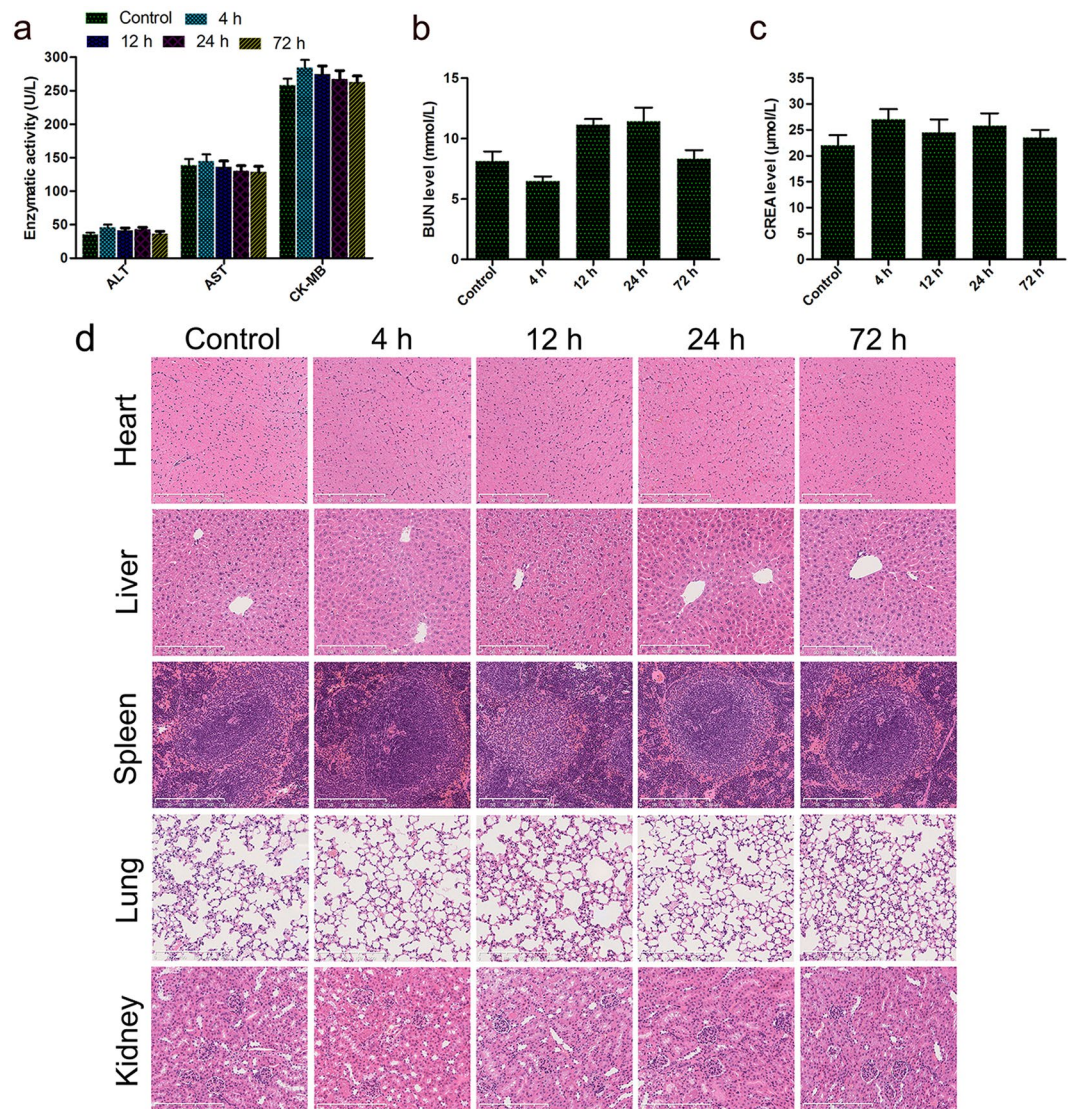 a
Control
4 h
12 h
24 h
72 h
Enzymatic activity (U/L)
300
250
200
150
100
50
0
ALT
AST
CK-MB
b
BUN level (mmol/L)
15
10
5
0
Control
4 h
12 h
24 h
72 h
c
CREA level (μmol/L)
35
30
25
20
15
10
5
0
Control
4 h
12 h
24 h
72 h
d
Control
4 h
12 h
24 h
72 h
Heart
Liver
Spleen
Lung
Kidney